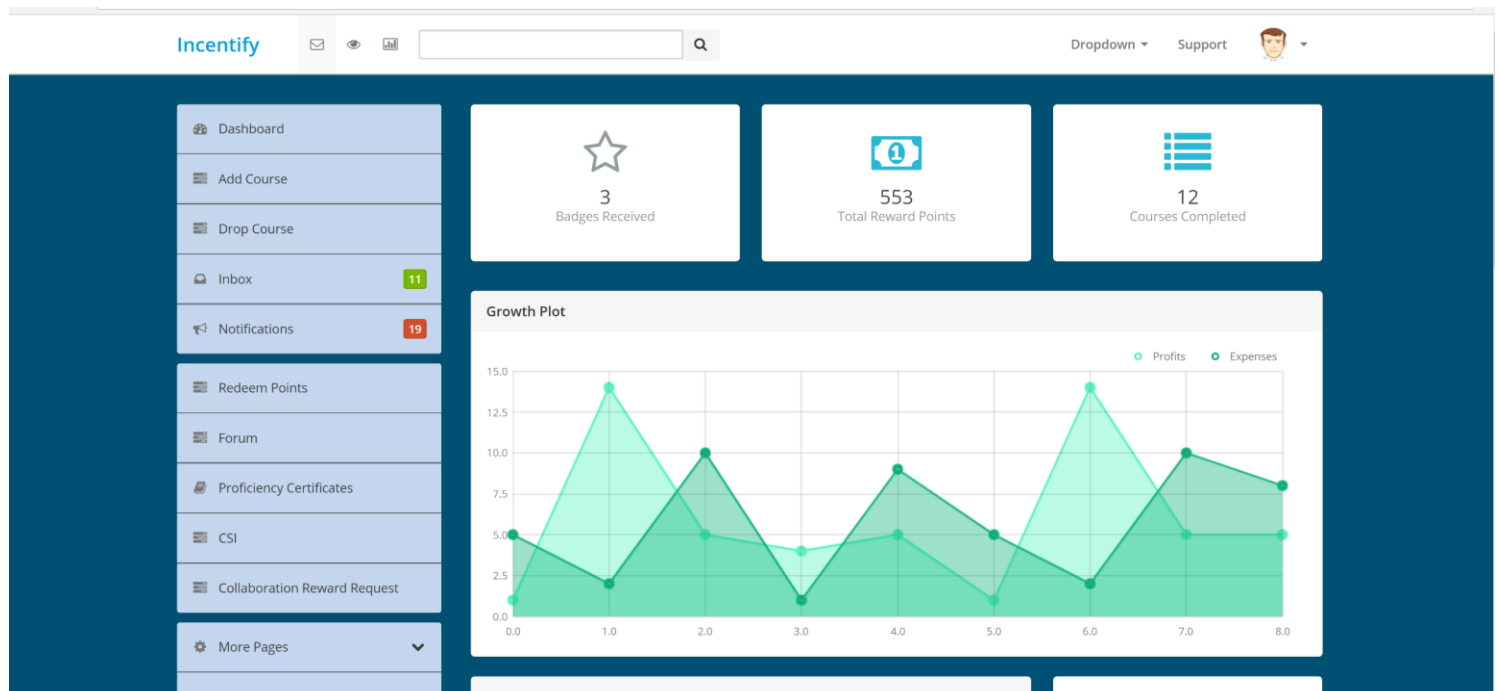 Incentify
Dropdown
Support
Dashboard
Add Course
Drop Course
Inbox 11
Notifications 19
Redeem Points
Forum
Proficiency Certificates
CSI
Collaboration Reward Request
More Pages
3
Badges Received
1
553
Total Reward Points
12
Courses Completed
Growth Plot
Profits Expenses
15.0
12.5
10.0
7.5
5.0
2.5
0.0
0.0 1.0 2.0 3.0 4.0 5.0 6.0 7.0 8.0